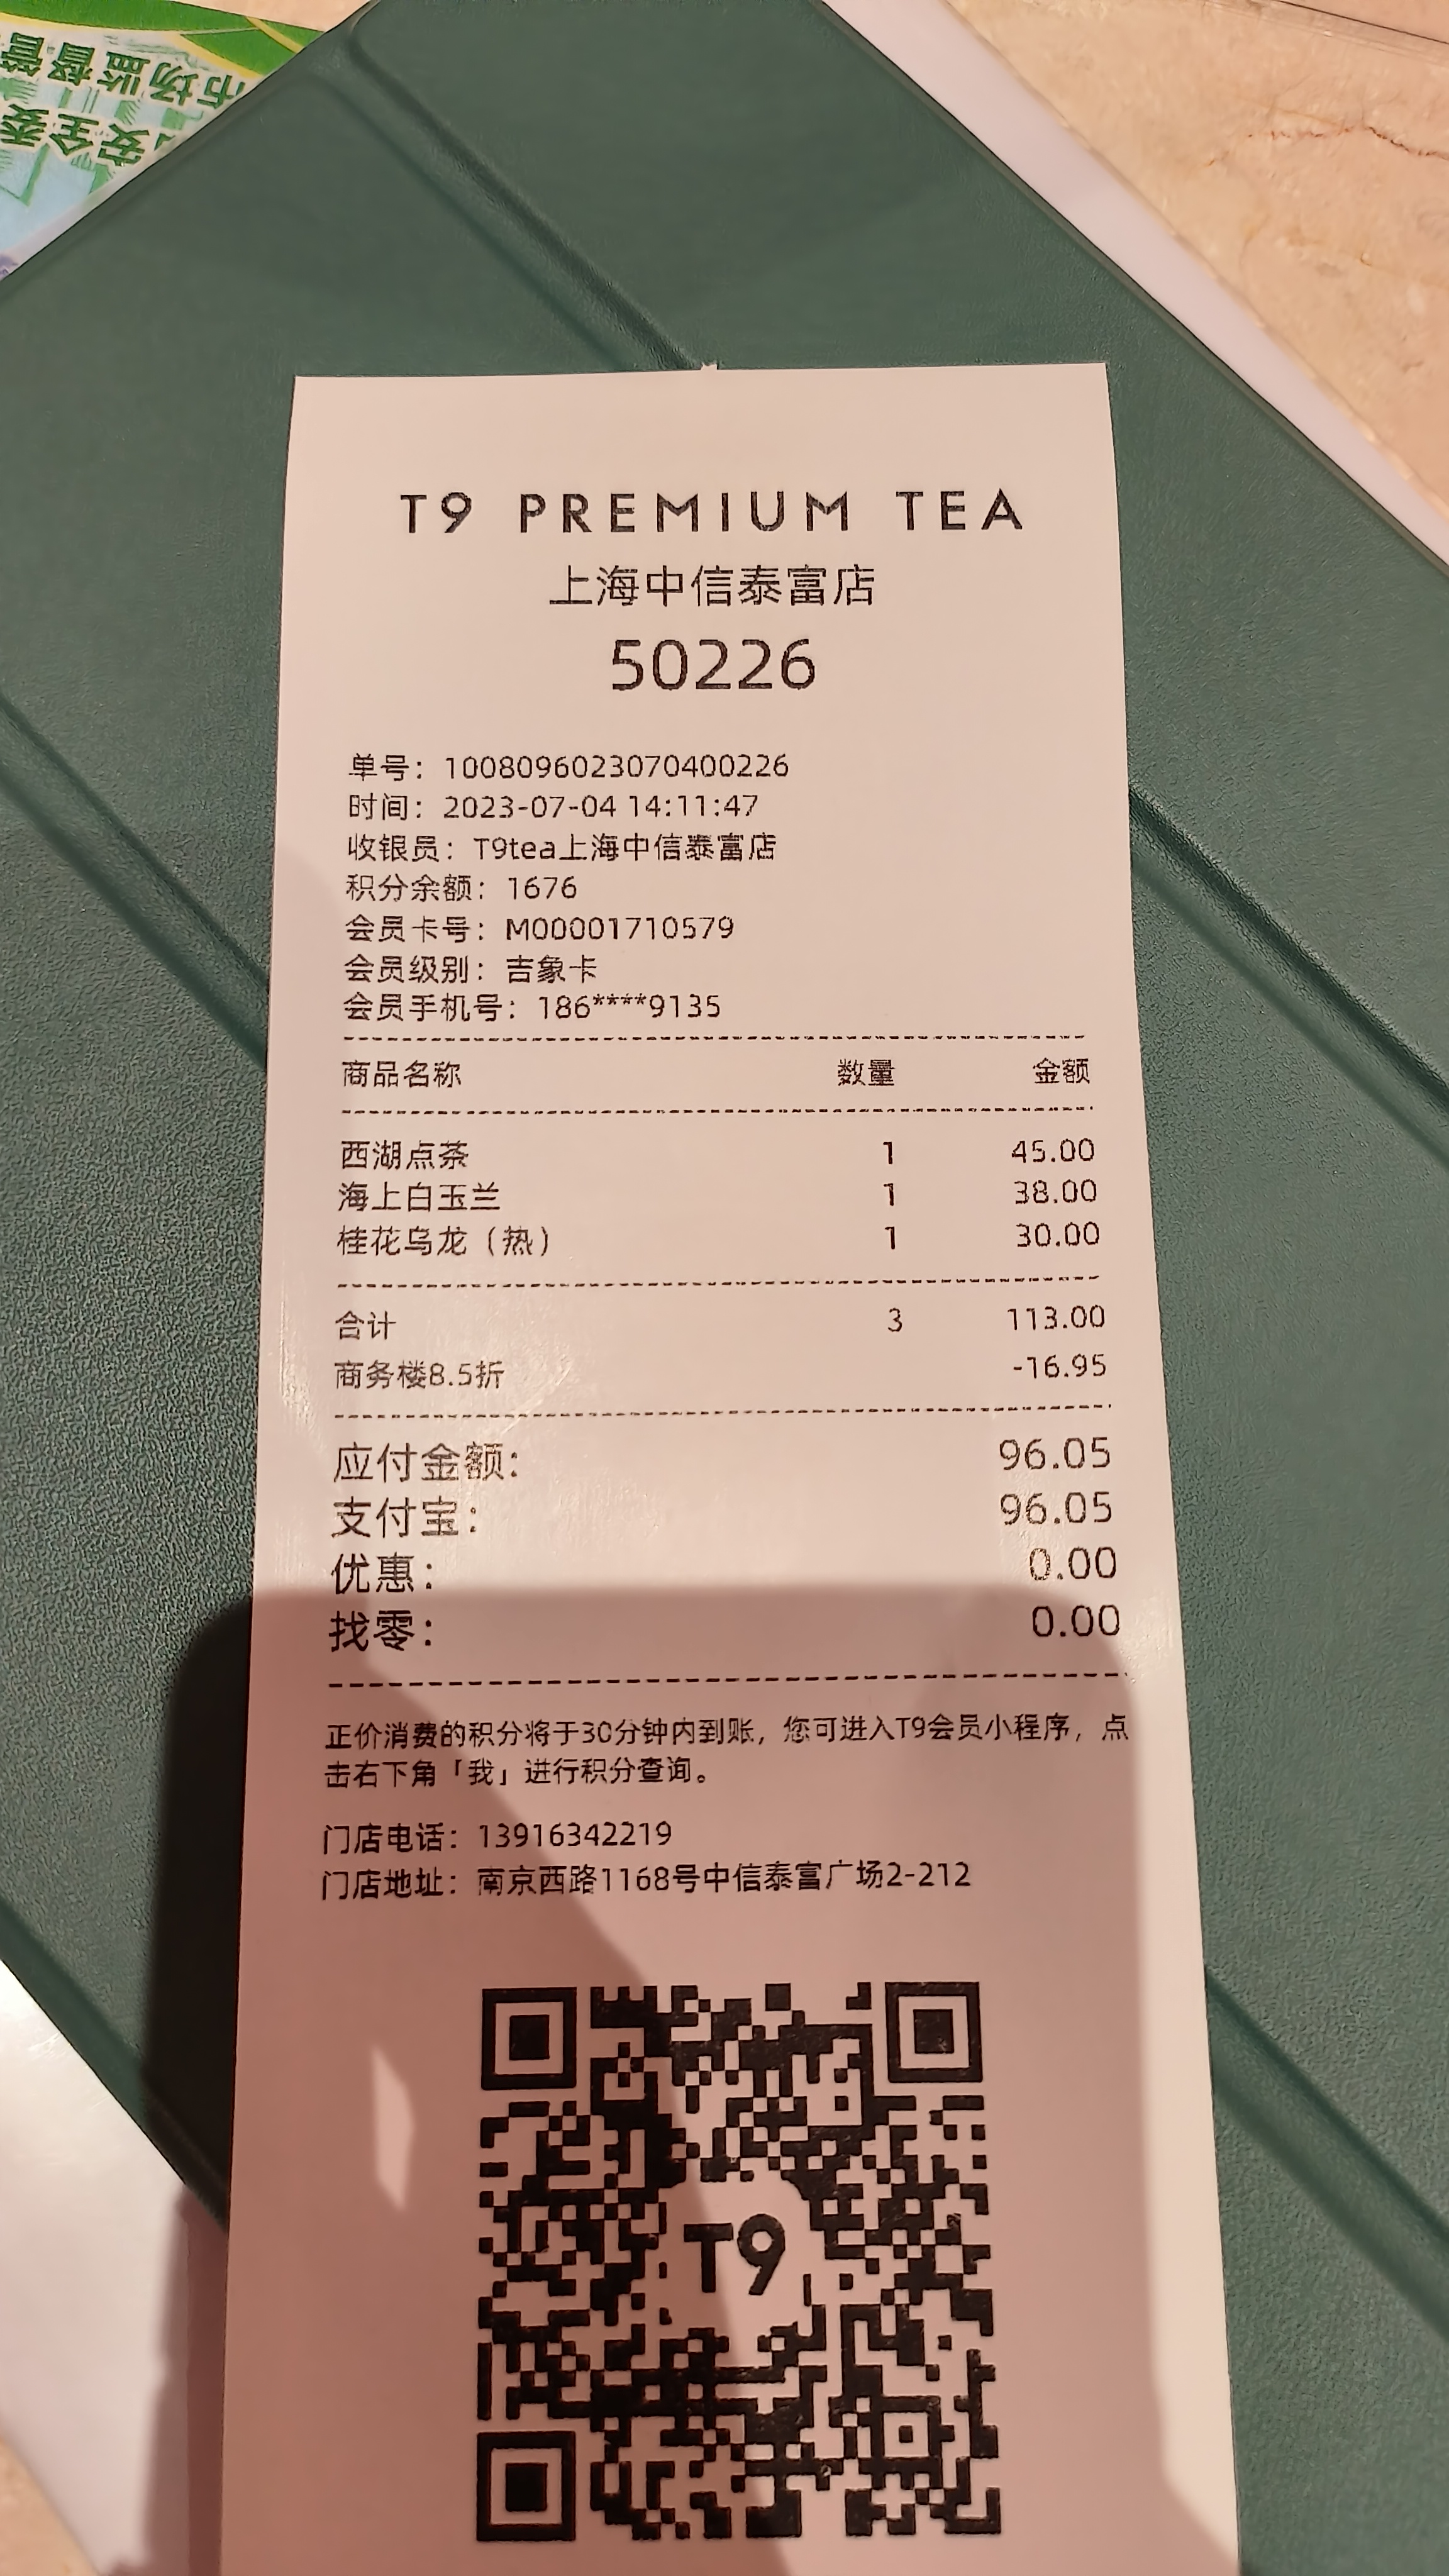 市场监督管
安全委
T9 PREMIUM TEA
上海中信泰富店
50226
单号：1008096023070400226
时间：2023-07-04 14:11:47
收银员：T9tea上海中信泰富店
积分余额：1676
会员卡号：M00001710579
会员级别：吉象卡
会员手机号：186****9135
商品名称 数量 金额
西湖点茶 1 45.00
海上白玉兰 1 38.00
桂花乌龙（热） 1 30.00
合计 3 113.00
商务楼8.5折 -16.95
应付金额： 96.05
支付宝： 96.05
优惠： 0.00
找零： 0.00
正价消费的积分将于30分钟内到账，您可进入T9会员小程序，点
击右下角「我」进行积分查询。
门店电话：13916342219
门店地址：南京西路1168号中信泰富广场2-212
T9